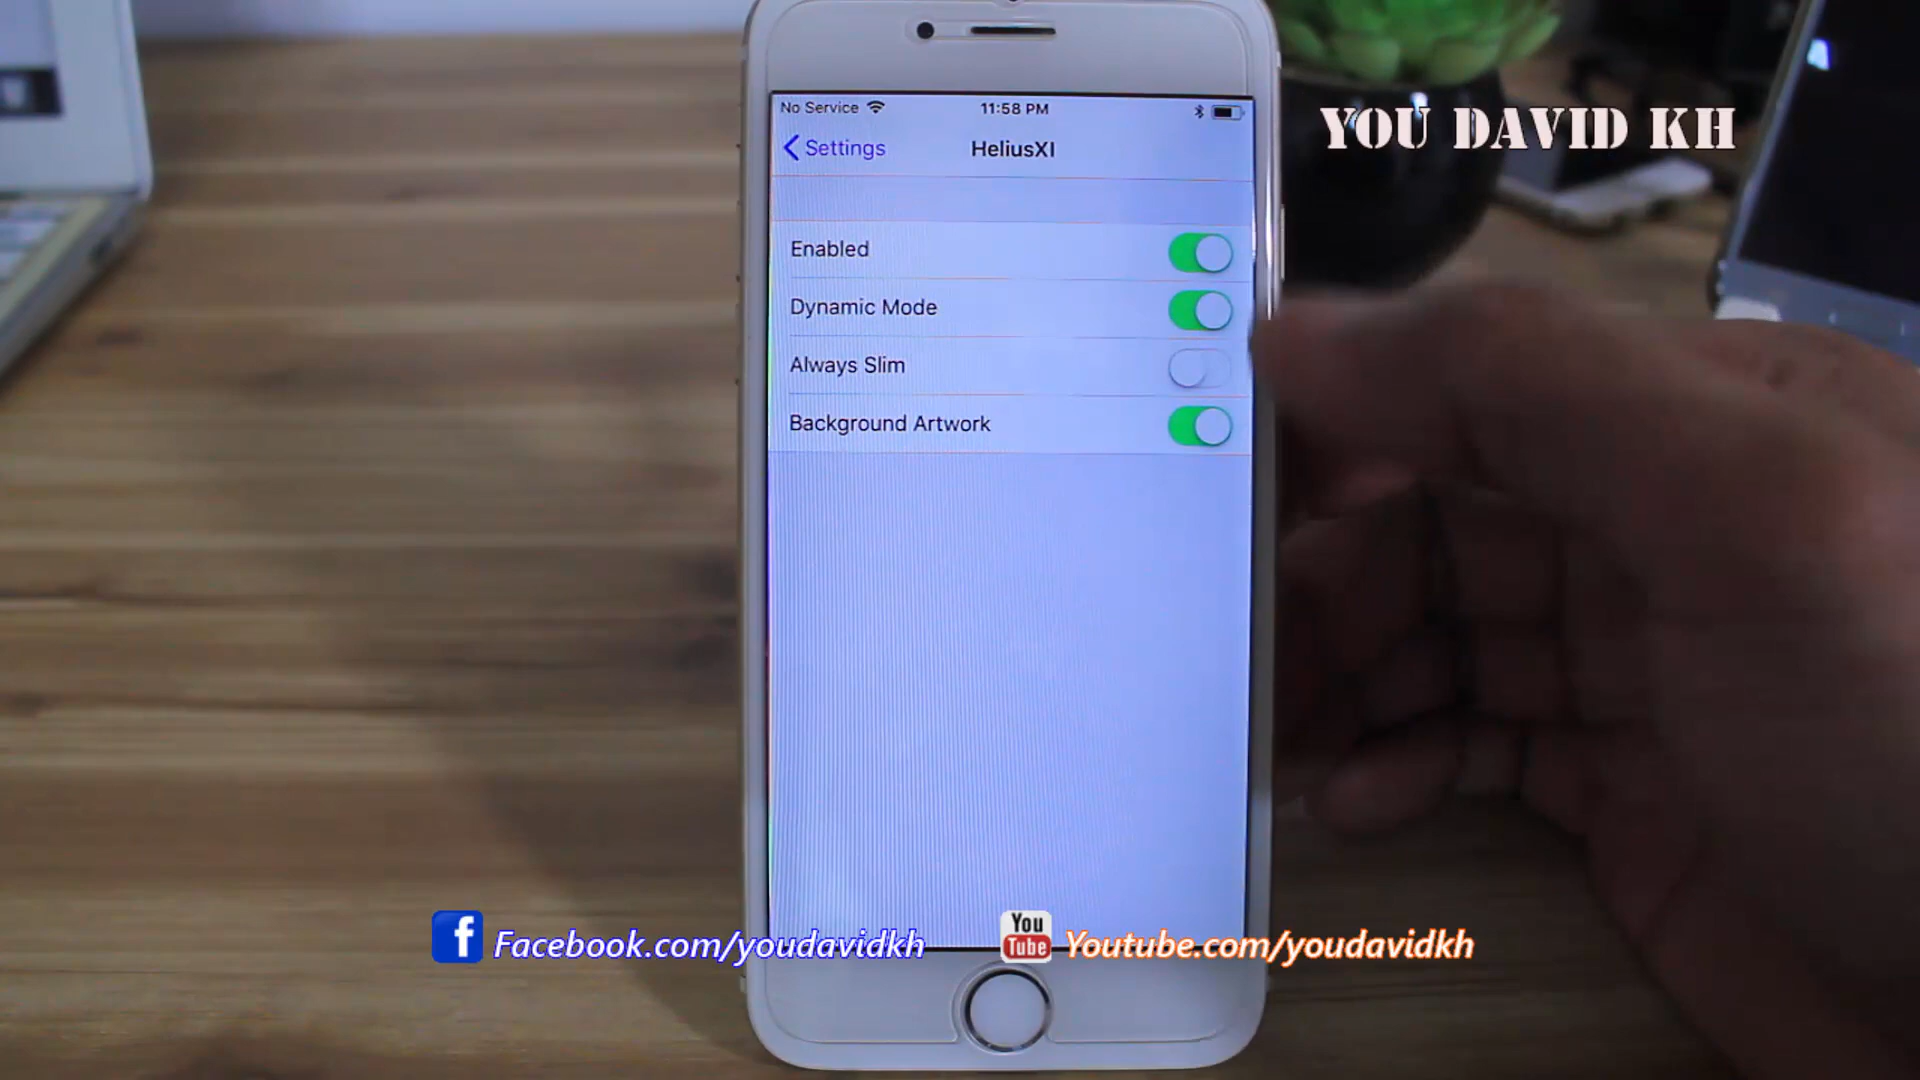 No Service
11:58 PM
YOU DAVID KH
Settings
HeliusXI
Enabled
Dynamic Mode
Always Slim
Background Artwork
f Facebook.com/youdavidkh
You Tube Youtube.com/youdavidkh